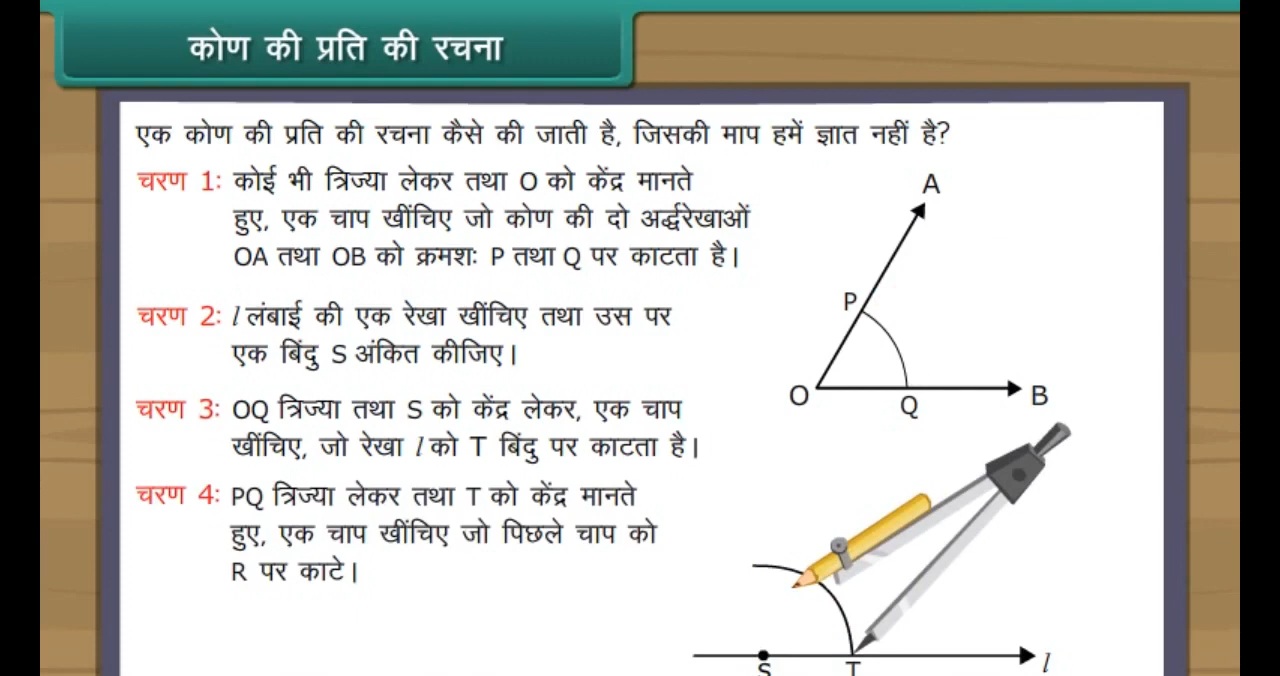 कोण की प्रति की रचना
एक कोण की प्रति की रचना कैसे की जाती है, जिसकी माप हमें ज्ञात नहीं है?
चरण 1: कोई भी त्रिज्या लेकर तथा O को केंद्र मानते
हुए, एक चाप खींचिए जो कोण की दो अर्द्धरेखाओं
OA तथा OB को क्रमशः P तथा Q पर काटता है।
चरण 2: l लंबाई की एक रेखा खींचिए तथा उस पर
एक बिंदु S अंकित कीजिए।
चरण 3: OQ त्रिज्या तथा S को केंद्र लेकर, एक चाप
खींचिए, जो रेखा l को T बिंदु पर काटता है।
चरण 4: PQ त्रिज्या लेकर तथा T को केंद्र मानते
हुए, एक चाप खींचिए जो पिछले चाप को
R पर काटे।
A
P
O
Q
B
S
T
l